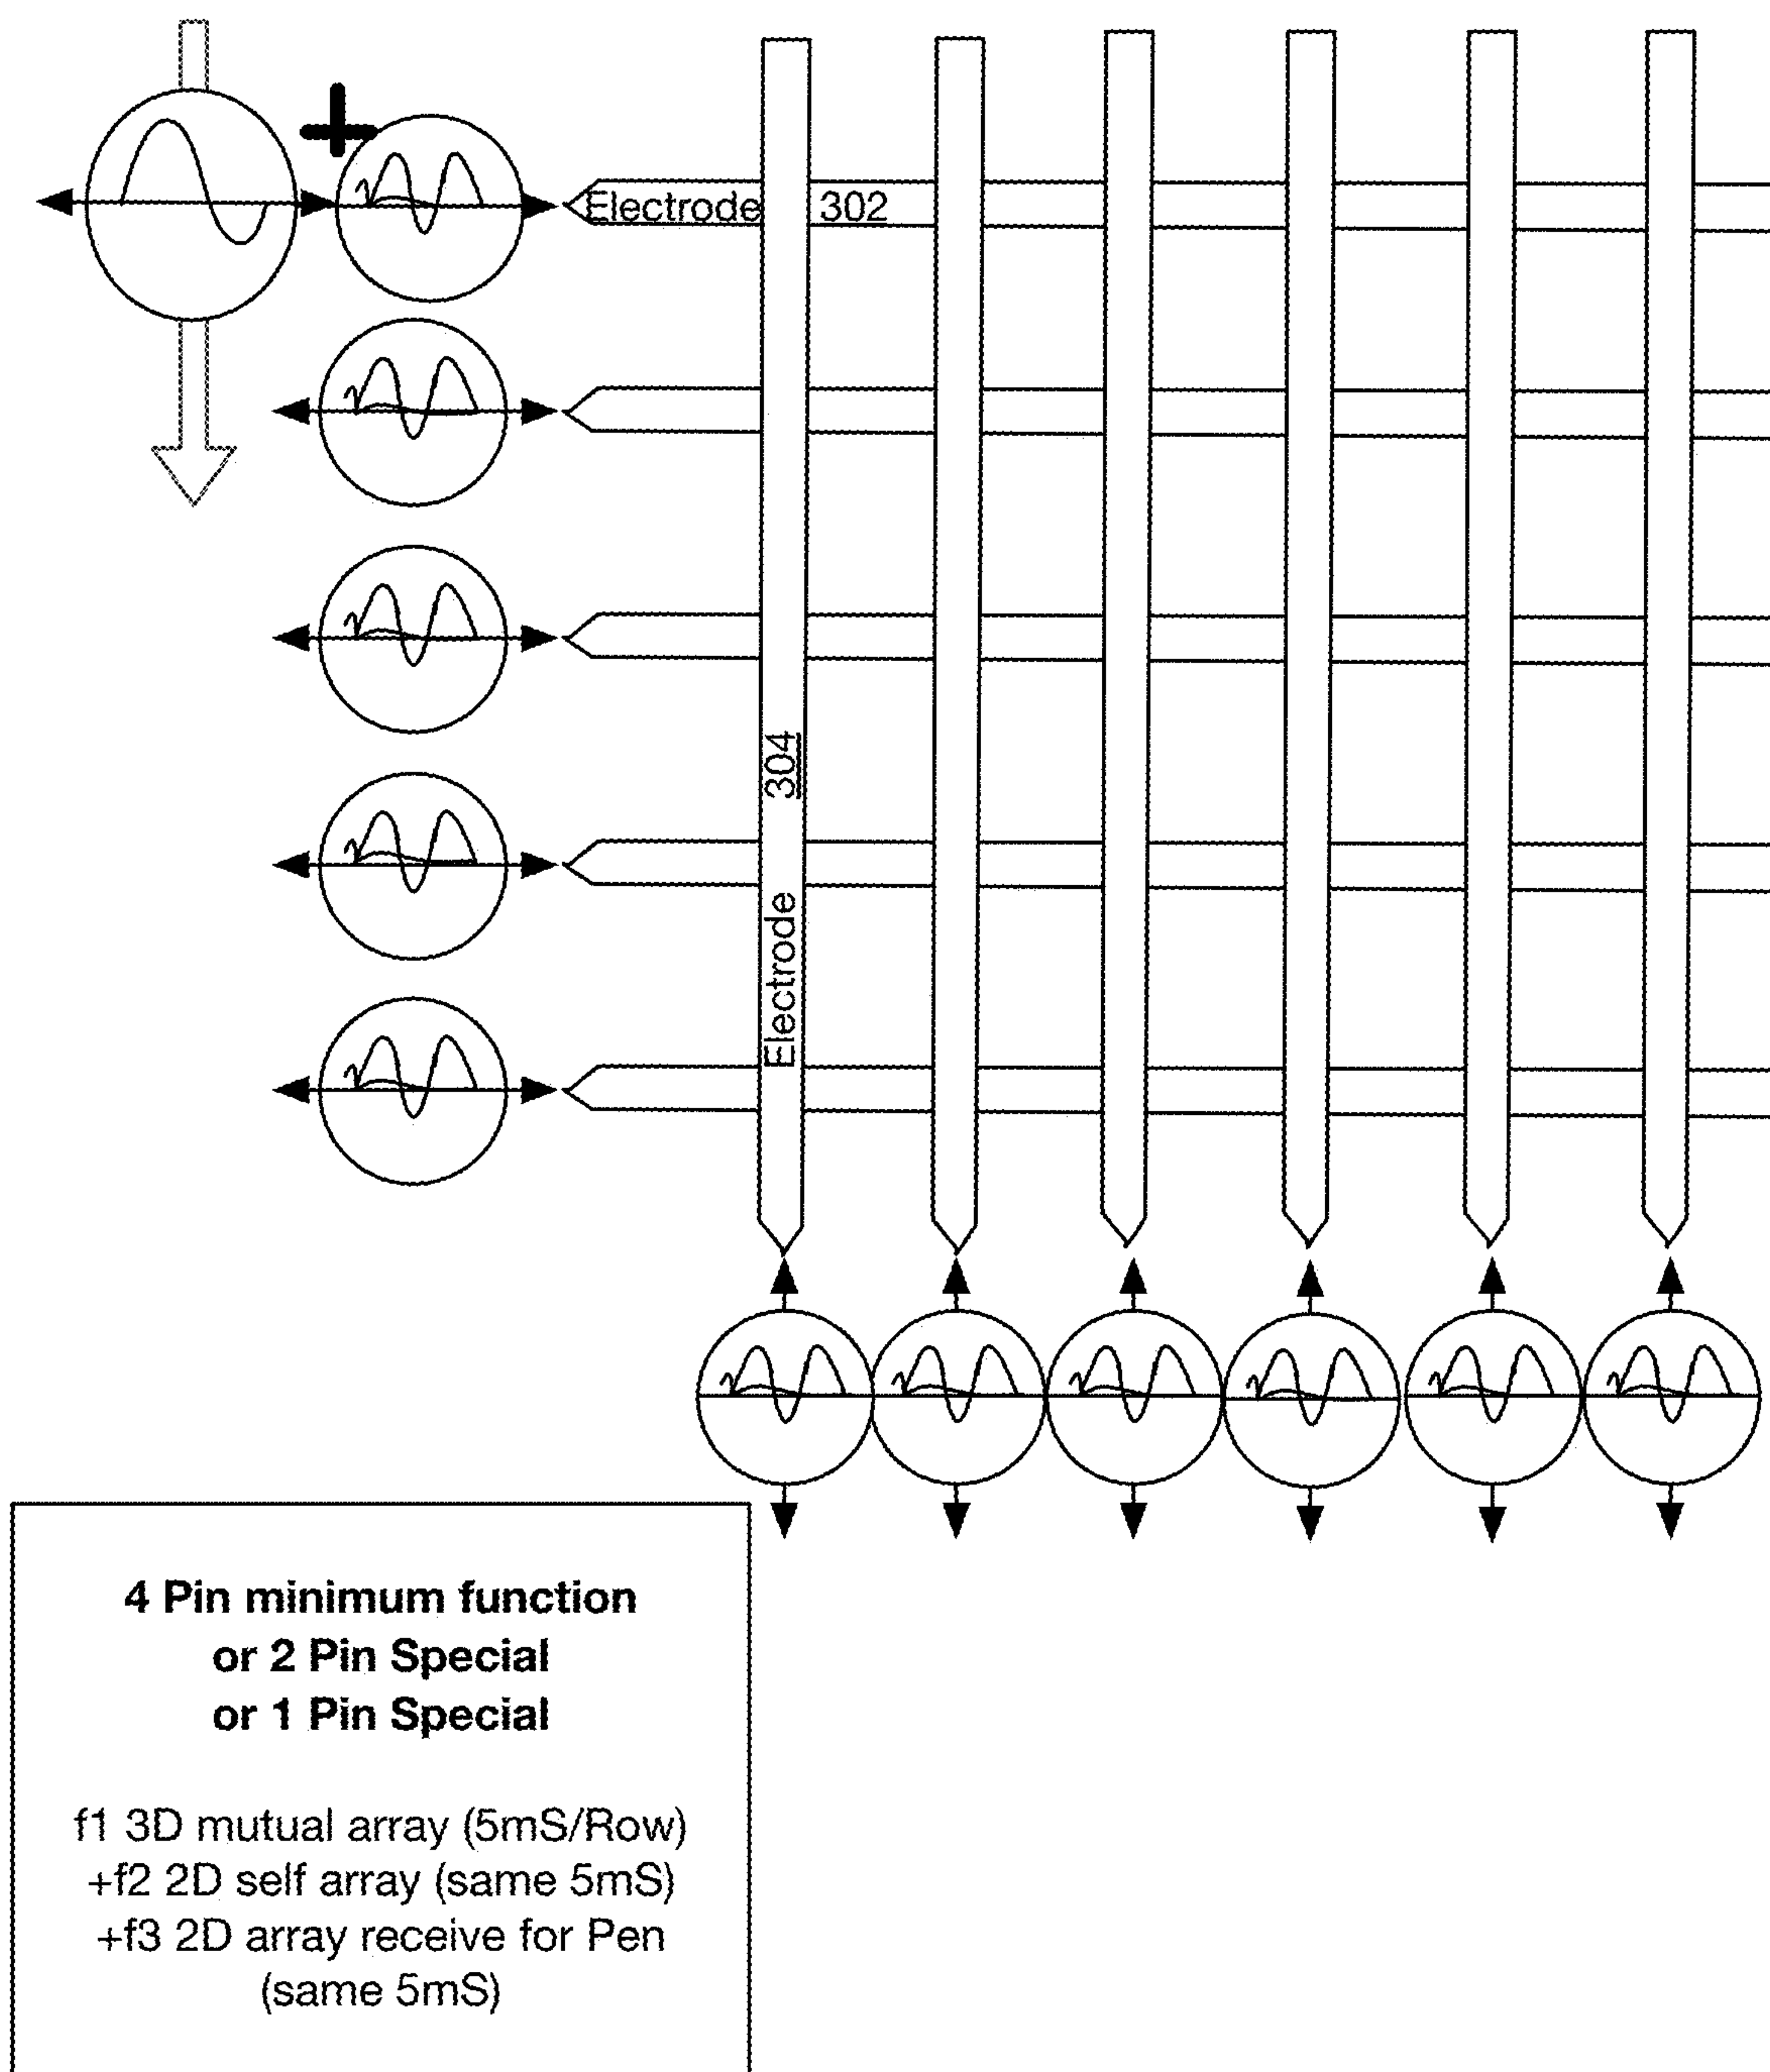 Electrode 302
Electrode 304
4 Pin minimum function
or 2 Pin Special
or 1 Pin Special
f1 3D mutual array (5mS/Row)
+f2 2D self array (same 5mS)
+f3 2D array receive for Pen
(same 5mS)